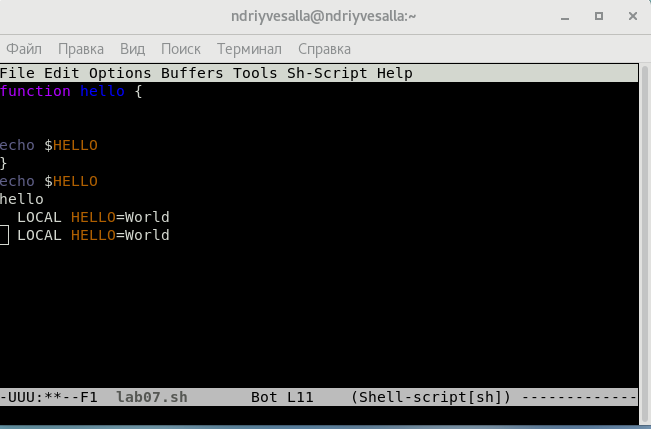 ndriyvesalla@ndriyvesalla:~
Файл Правка Вид Поиск Терминал Справка
File Edit Options Buffers Tools Sh-Script Help
function hello {
echo $HELLO
}
echo $HELLO
hello
LOCAL HELLO=World
LOCAL HELLO=World
-UUU:**--F1 lab07.sh Bot L11 (Shell-script[sh]) -------------